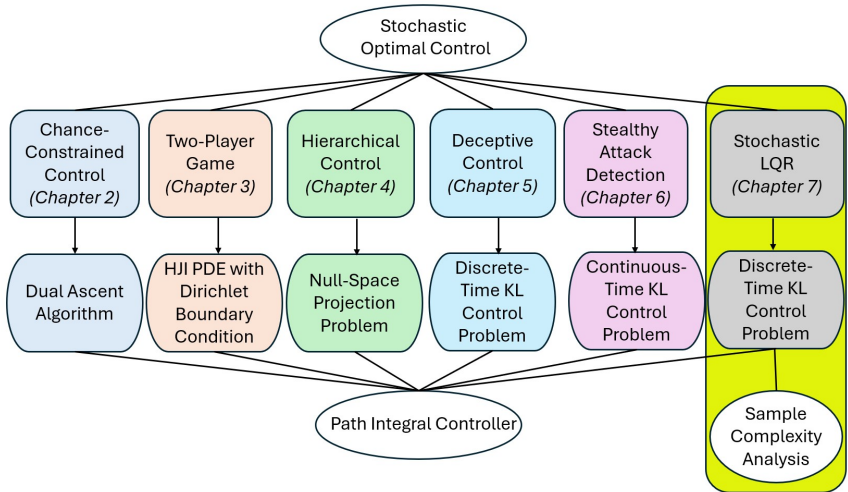 Stochastic
Optimal Control
Chance-
Constrained
Control
(Chapter 2)
Two-Player
Game
(Chapter 3)
Hierarchical
Control
(Chapter 4)
Deceptive
Control
(Chapter 5)
Stealthy
Attack
Detection
(Chapter 6)
Stochastic
LQR
(Chapter 7)
Dual Ascent
Algorithm
HJI PDE with
Dirichlet
Boundary
Condition
Null-Space
Projection
Problem
Discrete-
Time KL
Control
Problem
Continuous-
Time KL
Control
Problem
Discrete-
Time KL
Control
Problem
Path Integral Controller
Sample
Complexity
Analysis